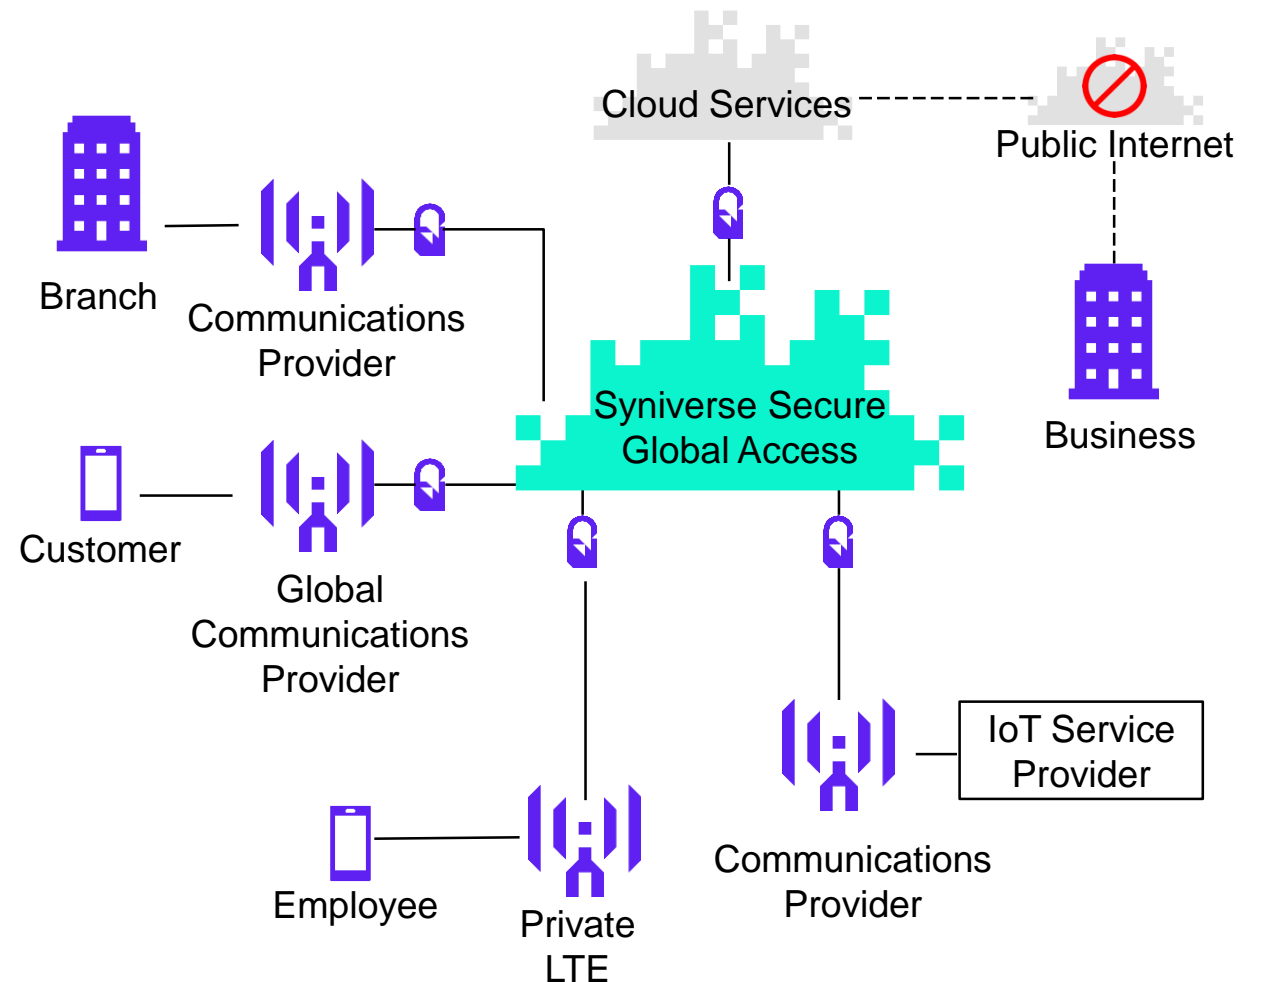 Cloud Services
Public Internet
Branch
Communications
Provider
Syniverse Secure
Global Access
Business
Customer
Global
Communications
Provider
IoT Service
Provider
Communications
Provider
Employee
Private
LTE